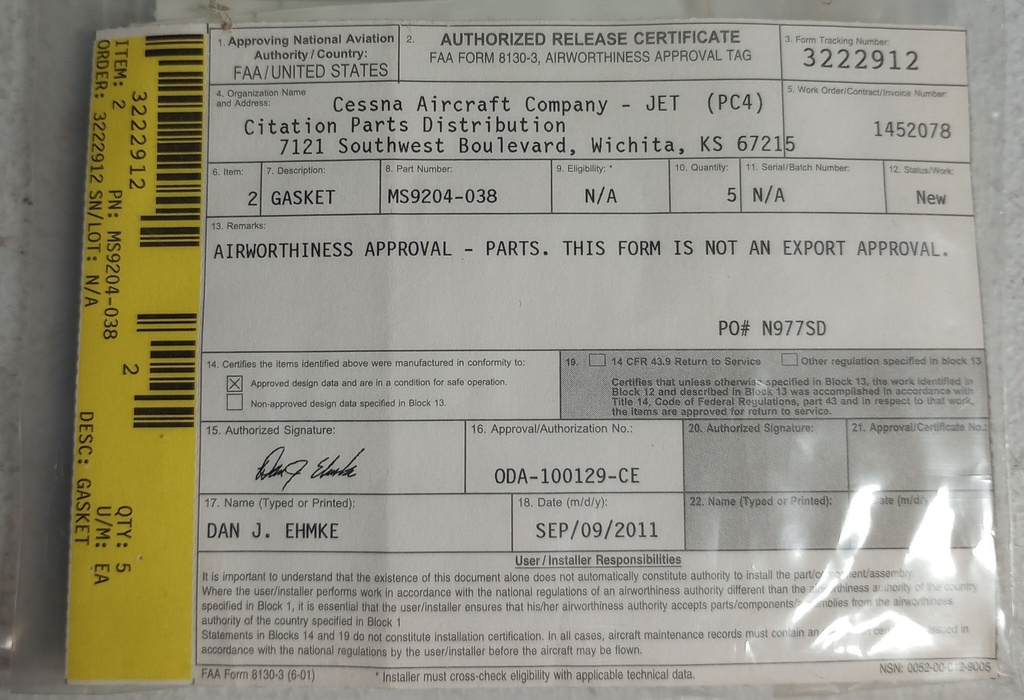 ITEM: 2 PN: MS9204-038 DESC: GASKET
ORDER: 3222912 SN/LOT: N/A
3222912
2
QTY: 5
U/M: EA
1. Approving National Aviation
Authority/Country:
FAA/UNITED STATES
2. AUTHORIZED RELEASE CERTIFICATE
FAA FORM 8130-3, AIRWORTHINESS APPROVAL TAG
3. Form Tracking Number:
3222912
4. Organization Name
and Address:
Cessna Aircraft Company - JET (PC4)
Citation Parts Distribution
7121 Southwest Boulevard, Wichita, KS 67215
5. Work Order/Contract/Invoice Number:
1452078
6. Item:
2
7. Description:
GASKET
8. Part Number:
MS9204-038
9. Eligibility: *
N/A
10. Quantity:
5
11. Serial/Batch Number:
N/A
12. Status/Work:
New
13. Remarks:
AIRWORTHINESS APPROVAL - PARTS. THIS FORM IS NOT AN EXPORT APPROVAL.
PO# N977SD
14. Certifies the items identified above were manufactured in conformity to:
Approved design data and are in a condition for safe operation.
Non-approved design data specified in Block 13.
19. 14 CFR 43.9 Return to Service Other regulation specified in block 13
Certifies that unless otherwise specified in Block 13, the work identified in
Block 12 and described in Block 13 was accomplished in accordance with
Title 14, Code of Federal Regulations, part 43 and in respect to that work,
the items are approved for return to service.
15. Authorized Signature:
16. Approval/Authorization No.:
ODA-100129-CE
20. Authorized Signature:
21. Approval/Certificate No.:
17. Name (Typed or Printed):
DAN J. EHMKE
18. Date (m/d/y):
SEP/09/2011
22. Name (Typed or Printed):
User/Installer Responsibilities
It is important to understand that the existence of this document alone does not automatically constitute authority to install the
Where the user/installer performs work in accordance with the national regulations of an airworthiness authority different than the authority of the country
specified in Block 1, it is essential that the user/installer ensures that his/her airworthiness authority accepts from the airworthiness
authority of the country specified in Block 1
Statements in Blocks 14 and 19 do not constitute installation certification. In all cases, aircraft maintenance records must contain an issued in
accordance with the national regulations by the user/installer before the aircraft may be flown.
FAA Form 8130-3 (6-01)
* Installer must cross-check eligibility with applicable technical data.